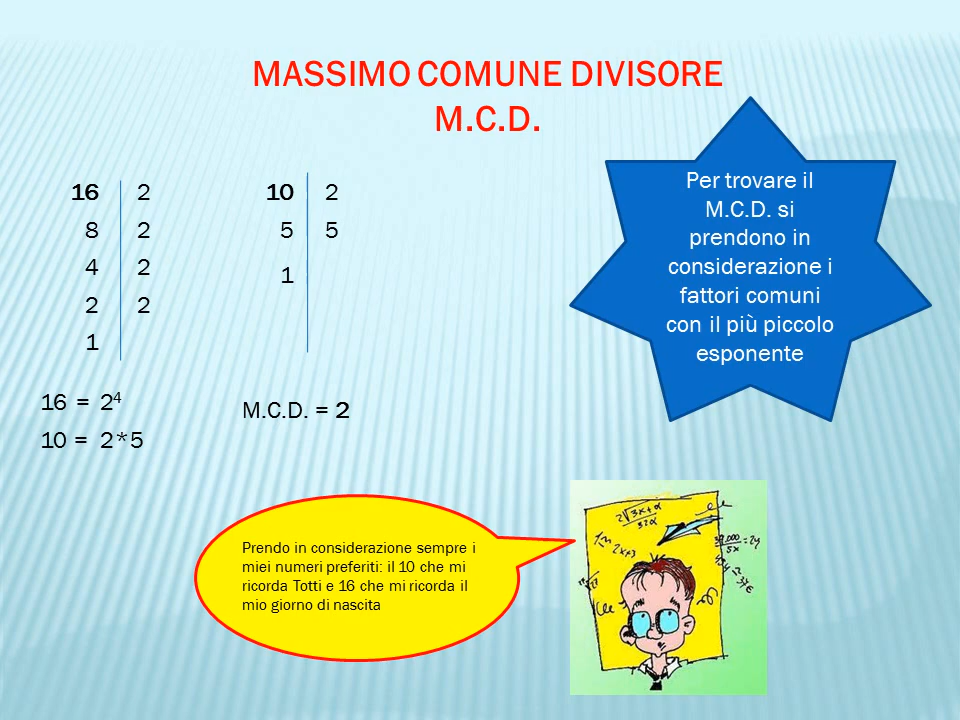 MASSIMO COMUNE DIVISORE
M.C.D.
16 2
8 2
4 2
2 2
1
10 2
5 5
1
16 = 2⁴
10 = 2*5
M.C.D. = 2
Per trovare il
M.C.D. si
prendono in
considerazione i
fattori comuni
con il più piccolo
esponente
Prendo in considerazione sempre i
miei numeri preferiti: il 10 che mi
ricorda Totti e 16 che mi ricorda il
mio giorno di nascita